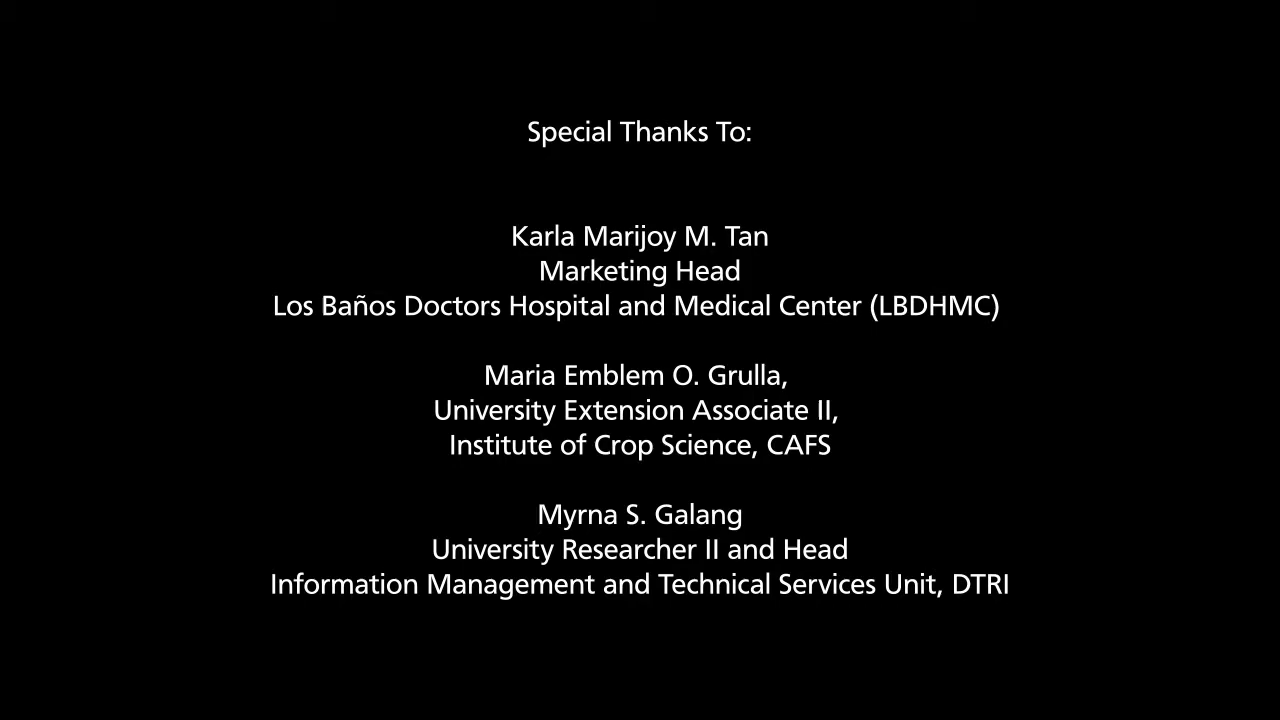 Special Thanks To:
Karla Marijoy M. Tan
Marketing Head
Los Baños Doctors Hospital and Medical Center (LBDHMC)
Maria Emblem O. Grulla,
University Extension Associate II,
Institute of Crop Science, CAFS
Myrna S. Galang
University Researcher II and Head
Information Management and Technical Services Unit, DTRI